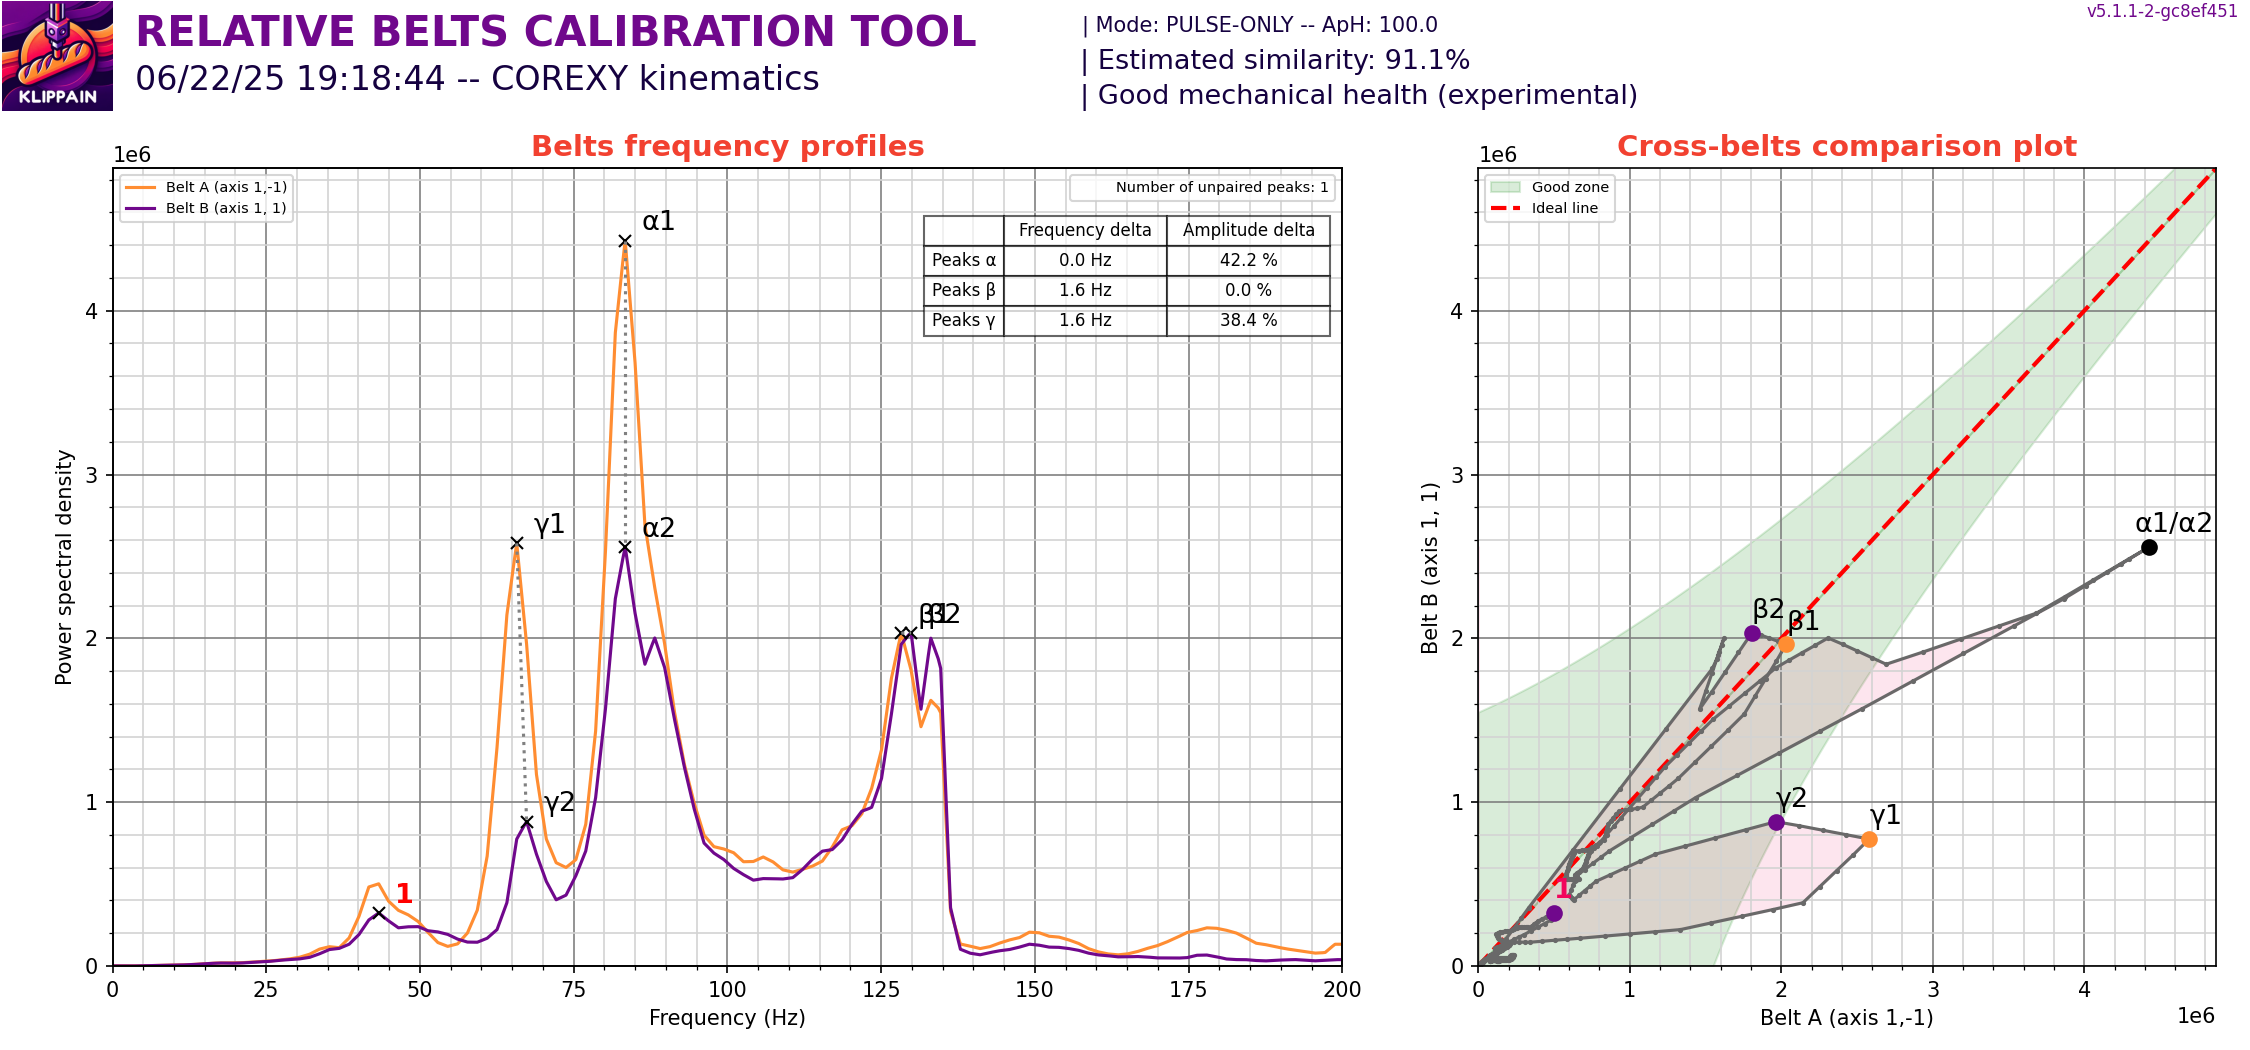 KLIPPAIN
RELATIVE BELTS CALIBRATION TOOL
06/22/25 19:18:44 -- COREXY kinematics
| Mode: PULSE-ONLY -- ApH: 100.0
| Estimated similarity: 91.1%
| Good mechanical health (experimental)
v5.1.1-2-gc8ef451
Belts frequency profiles
1e6
Belt A (axis 1,-1)
Belt B (axis 1, 1)
Number of unpaired peaks: 1
Frequency delta Amplitude delta
Peaks α 0.0 Hz 42.2 %
Peaks β 1.6 Hz 0.0 %
Peaks γ 1.6 Hz 38.4 %
α1
γ1
α2
β1
β2
γ2
1
4
3
2
1
0
Power spectral density
0 25 50 75 100 125 150 175 200
Frequency (Hz)
Cross-belts comparison plot
1e6
Good zone
Ideal line
α1/α2
β2
β1
γ2
γ1
1
4
3
2
1
0
Belt B (axis 1, 1)
0 1 2 3 4
Belt A (axis 1,-1)
1e6